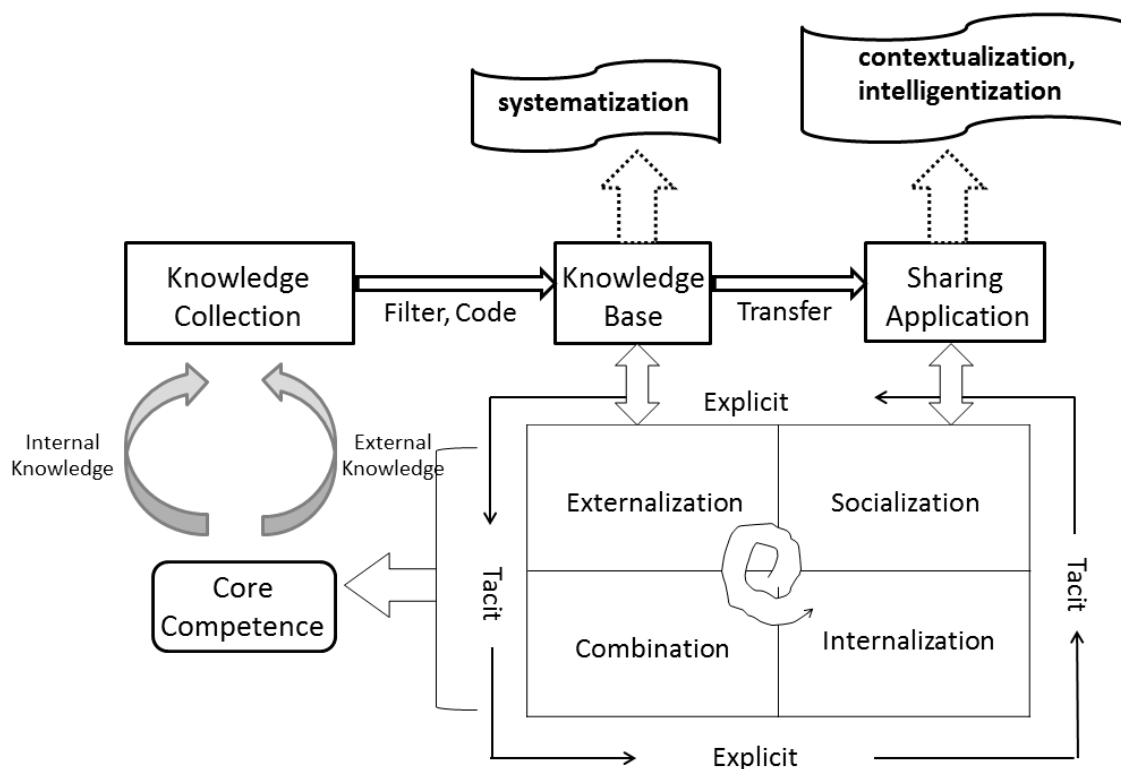 contextualization,
intelligentization
systematization
Knowledge
Collection
Filter, Code
Knowledge
Base
Transfer
Sharing
Application
Internal
Knowledge
External
Knowledge
Explicit
Externalization
Socialization
Tacit
Tacit
Core
Competence
Combination
Internalization
Explicit